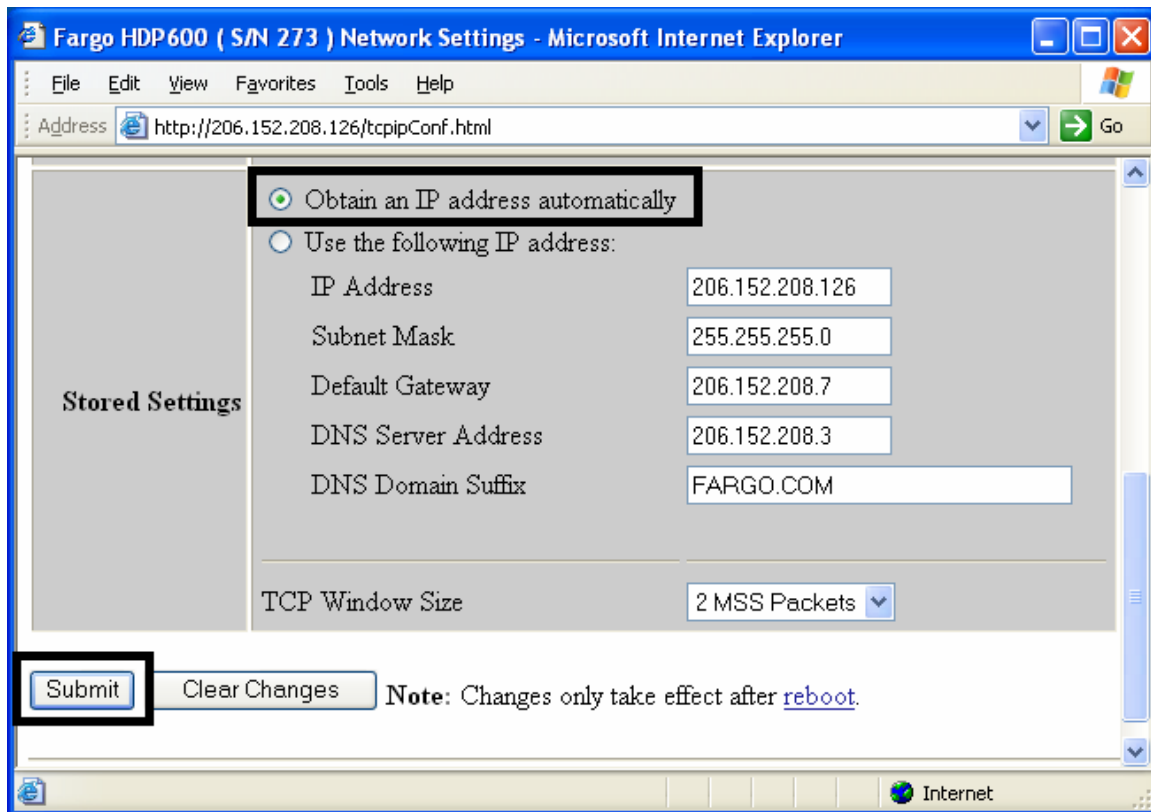 Fargo HDP600 ( S/N 273 ) Network Settings - Microsoft Internet Explorer
File Edit View Favorites Tools Help
Address http://206.152.208.126/tcpipConf.html Go
Obtain an IP address automatically
Use the following IP address:
IP Address 206.152.208.126
Subnet Mask 255.255.255.0
Default Gateway 206.152.208.7
Stored Settings
DNS Server Address 206.152.208.3
DNS Domain Suffix FARGO.COM
TCP Window Size 2 MSS Packets
Submit Clear Changes Note: Changes only take effect after reboot.
Internet